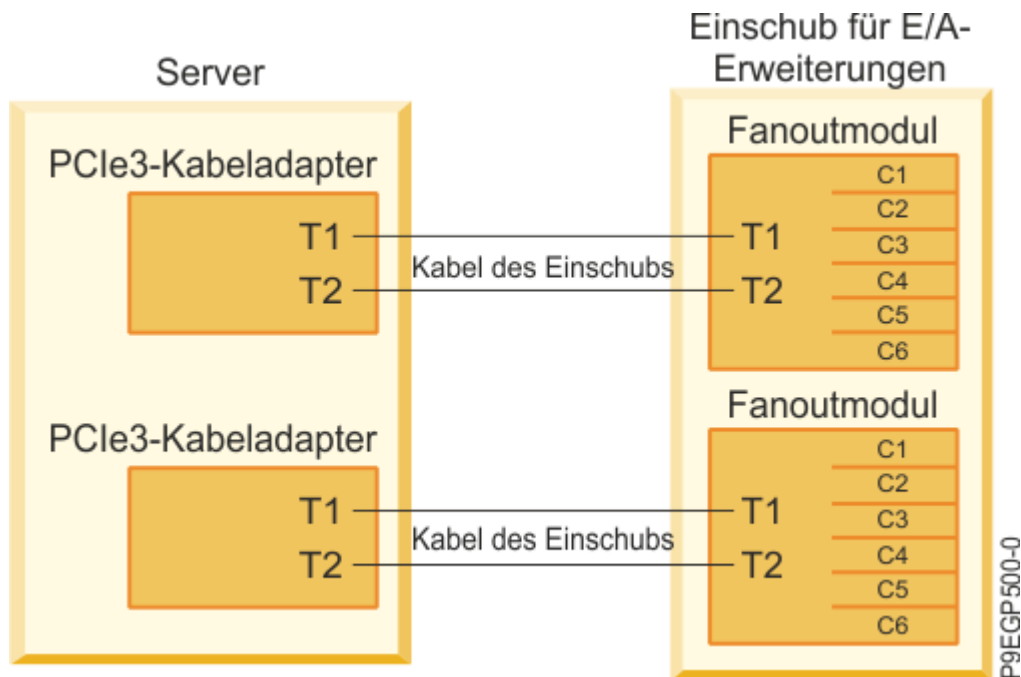 Server
PCIe3-Kabeladapter
T1
T2
PCIe3-Kabeladapter
T1
T2
Kabel des Einschubs
Kabel des Einschubs
Einschub für E/A-
Erweiterungen
Fanoutmodul
T1
T2
C1
C2
C3
C4
C5
C6
Fanoutmodul
T1
T2
C1
C2
C3
C4
C5
C6
P9EGP500-0